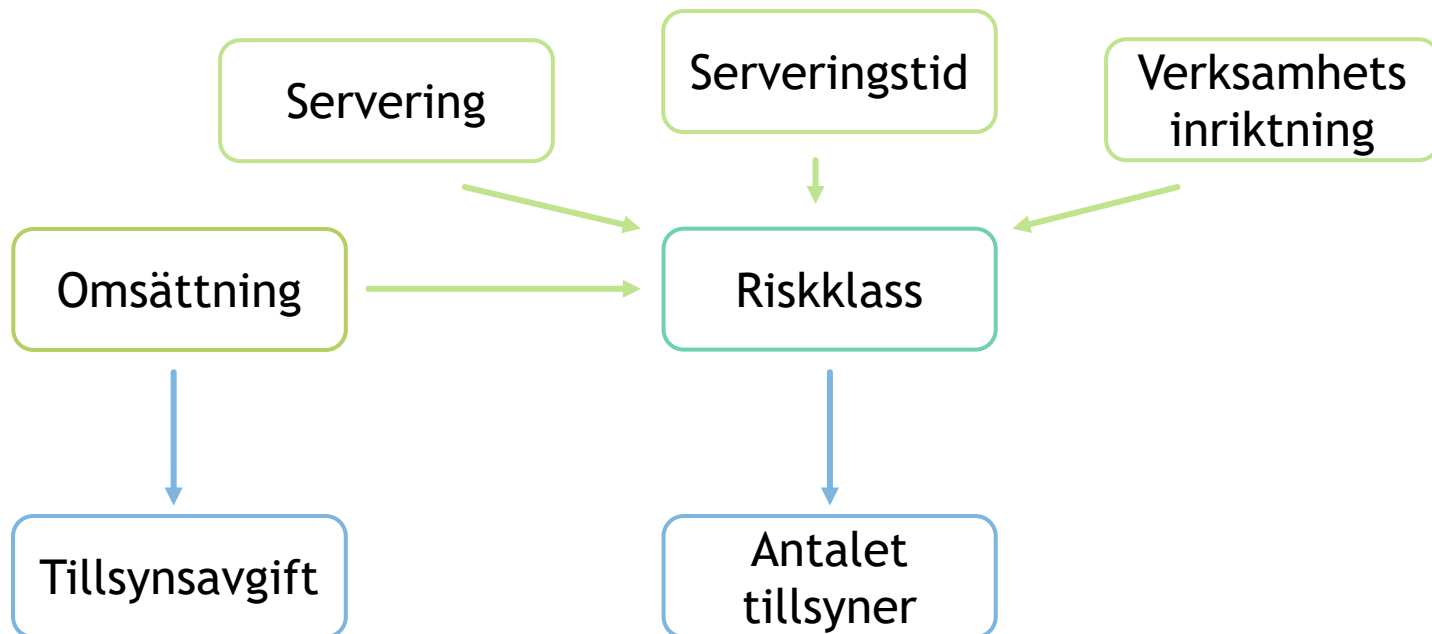 Servering
Serveringstid
Verksamhets
inriktning
Omsättning
Riskklass
Tillsynsavgift
Antalet
tillsyner